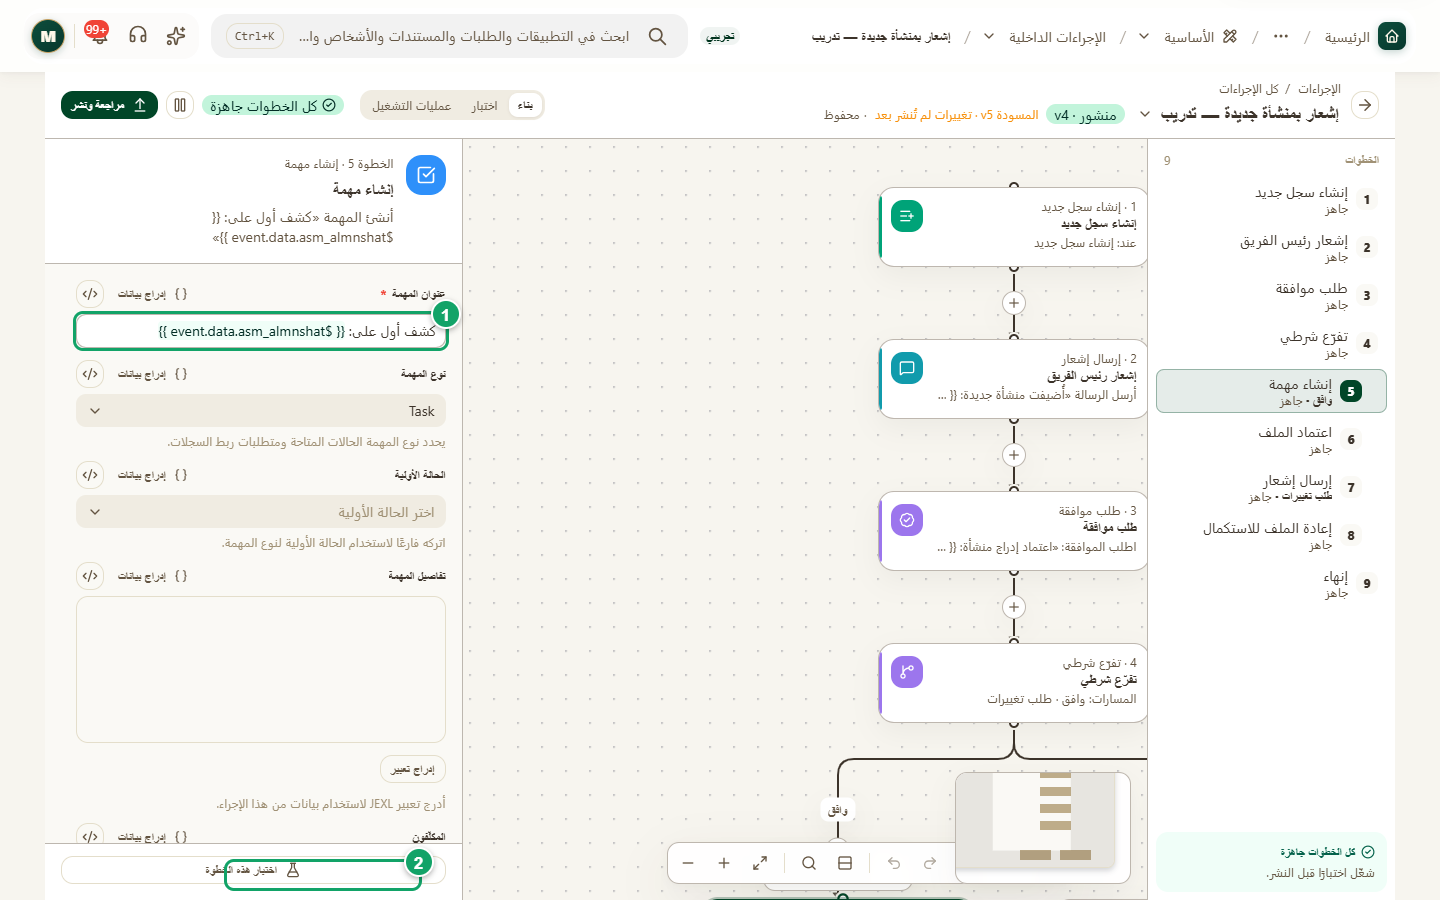 الرئيسية / ··· / الأساسية / الإجراءات الداخلية / إشعار بمنشأة جديدة — تدريب
تجريبي
ابحث في التطبيقات والطلبات والمستندات والأشخاص وا... Ctrl+K
99+
M
الإجراءات / كل الإجراءات
إشعار بمنشأة جديدة — تدريب
منشور · v4
المسودة v5 · تغييرات لم تُنشر بعد · محفوظ
بناء
اختبار
عمليات التشغيل
كل الخطوات جاهزة
مراجعة ونشر
الخطوات 9
1 إنشاء سجل جديد
جاهز
2 إشعار رئيس الفريق
جاهز
3 طلب موافقة
جاهز
4 تفرّع شرطي
جاهز
5 إنشاء مهمة
وافق · جاهز
6 اعتماد الملف
جاهز
7 إرسال إشعار
طلب تغييرات · جاهز
8 إعادة الملف للاستكمال
جاهز
9 إنهاء
جاهز
كل الخطوات جاهزة
شغّل اختبارًا قبل النشر.
1 · إنشاء سجل جديد
إنشاء سجل جديد
عند: إنشاء سجل جديد
2 · إرسال إشعار
إشعار رئيس الفريق
أرسل الرسالة «أُضيفت منشأة جديدة: {{ ...
3 · طلب موافقة
طلب موافقة
اطلب الموافقة: «اعتماد إدراج منشأة: {{ ...
4 · تفرّع شرطي
تفرّع شرطي
المسارات: وافق · طلب تغييرات
وافق
الخطوة 5 · إنشاء مهمة
إنشاء مهمة
أنشئ المهمة «كشف أول على: {{
$event.data.asm_almnshat }}»
عنوان المهمة *
{ } إدراج بيانات
</>
1
كشف أول على: {{ $event.data.asm_almnshat }}
نوع المهمة
{ } إدراج بيانات
</>
Task
يحدد نوع المهمة الحالات المتاحة ومتطلبات ربط السجلات.
الحالة الأولية
{ } إدراج بيانات
</>
اختر الحالة الأولية
اتركه فارغًا لاستخدام الحالة الأولية لنوع المهمة.
تفاصيل المهمة
{ } إدراج بيانات
</>
إدراج تعبير
أدرج تعبير JEXL لاستخدام بيانات من هذا الإجراء.
المكلّفون
{ } إدراج بيانات
</>
2
اختبار هذه الخطوة